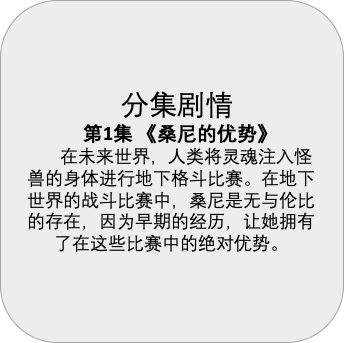 分集剧情
第1集 《桑尼的优势》
在未来世界，人类将灵魂注入怪
兽的身体进行地下格斗比赛。在地下
世界的战斗比赛中，桑尼是无与伦比
的存在，因为早期的经历，让她拥有
了在这些比赛中的绝对优势。